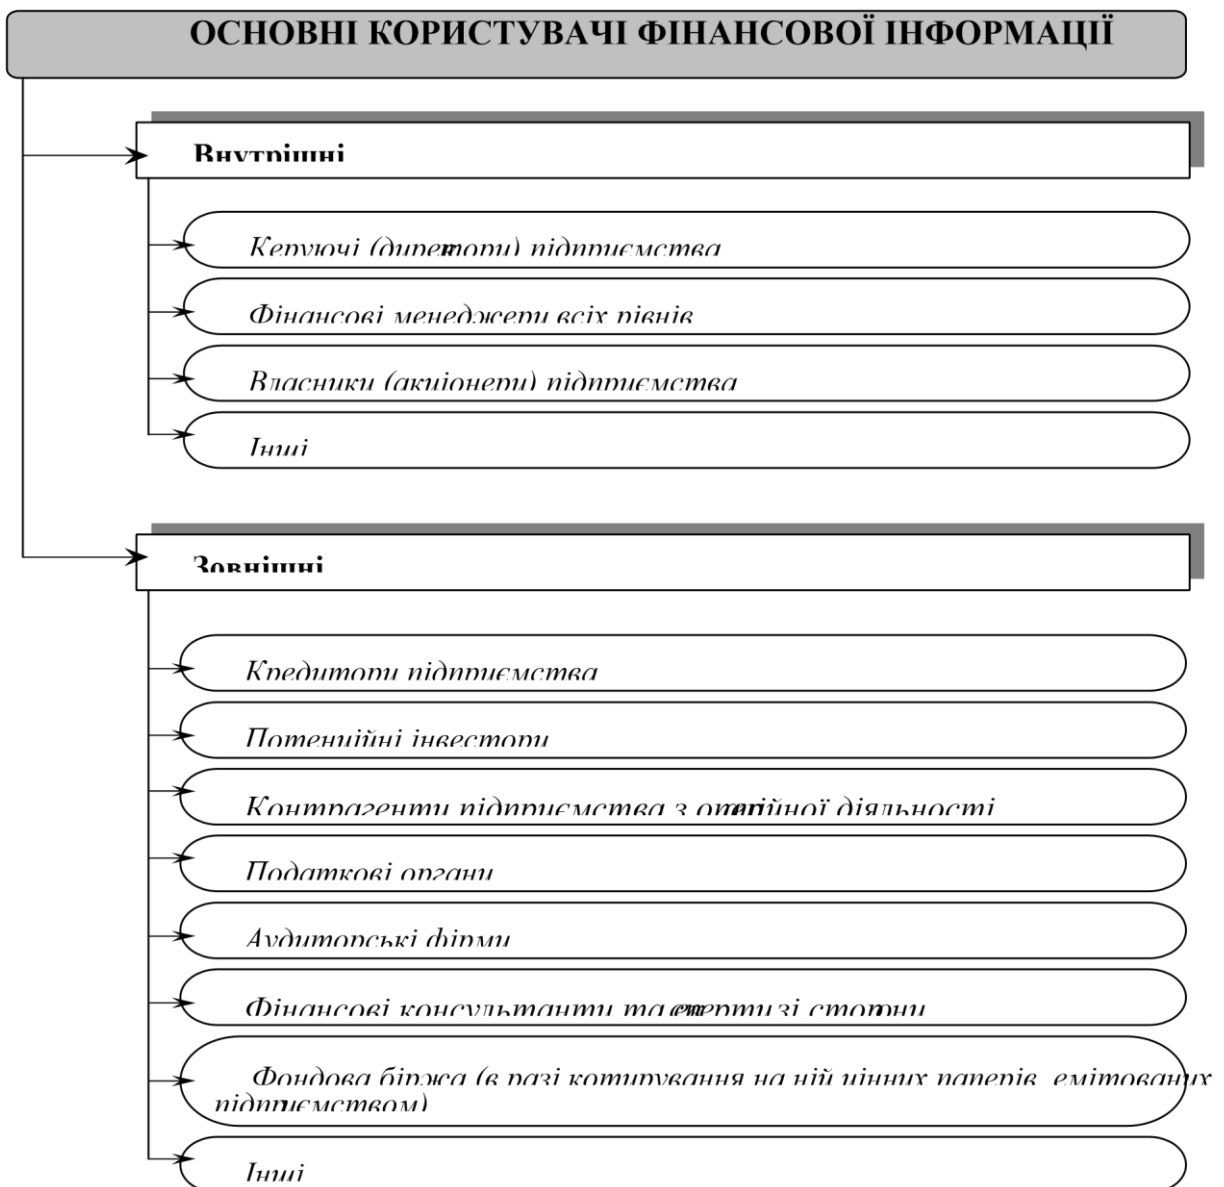 ОСНОВНІ КОРИСТУВАЧІ ФІНАНСОВОЇ ІНФОРМАЦІЇ
Внутрішні
Керуючі (директори) підприємства
Фінансові менеджери всіх рівнів
Власники (акціонери) підприємства
Інші
Зовнішні
Кредитори підприємства
Потенційні інвестори
Контрагенти підприємства з операційної діяльності
Податкові органи
Аудиторські фірми
Фінансові консультанти та експерти зі сторони
Фондова біржа (в разі котирування на ній цінних паперів, емітованих
підприємством)
Інші